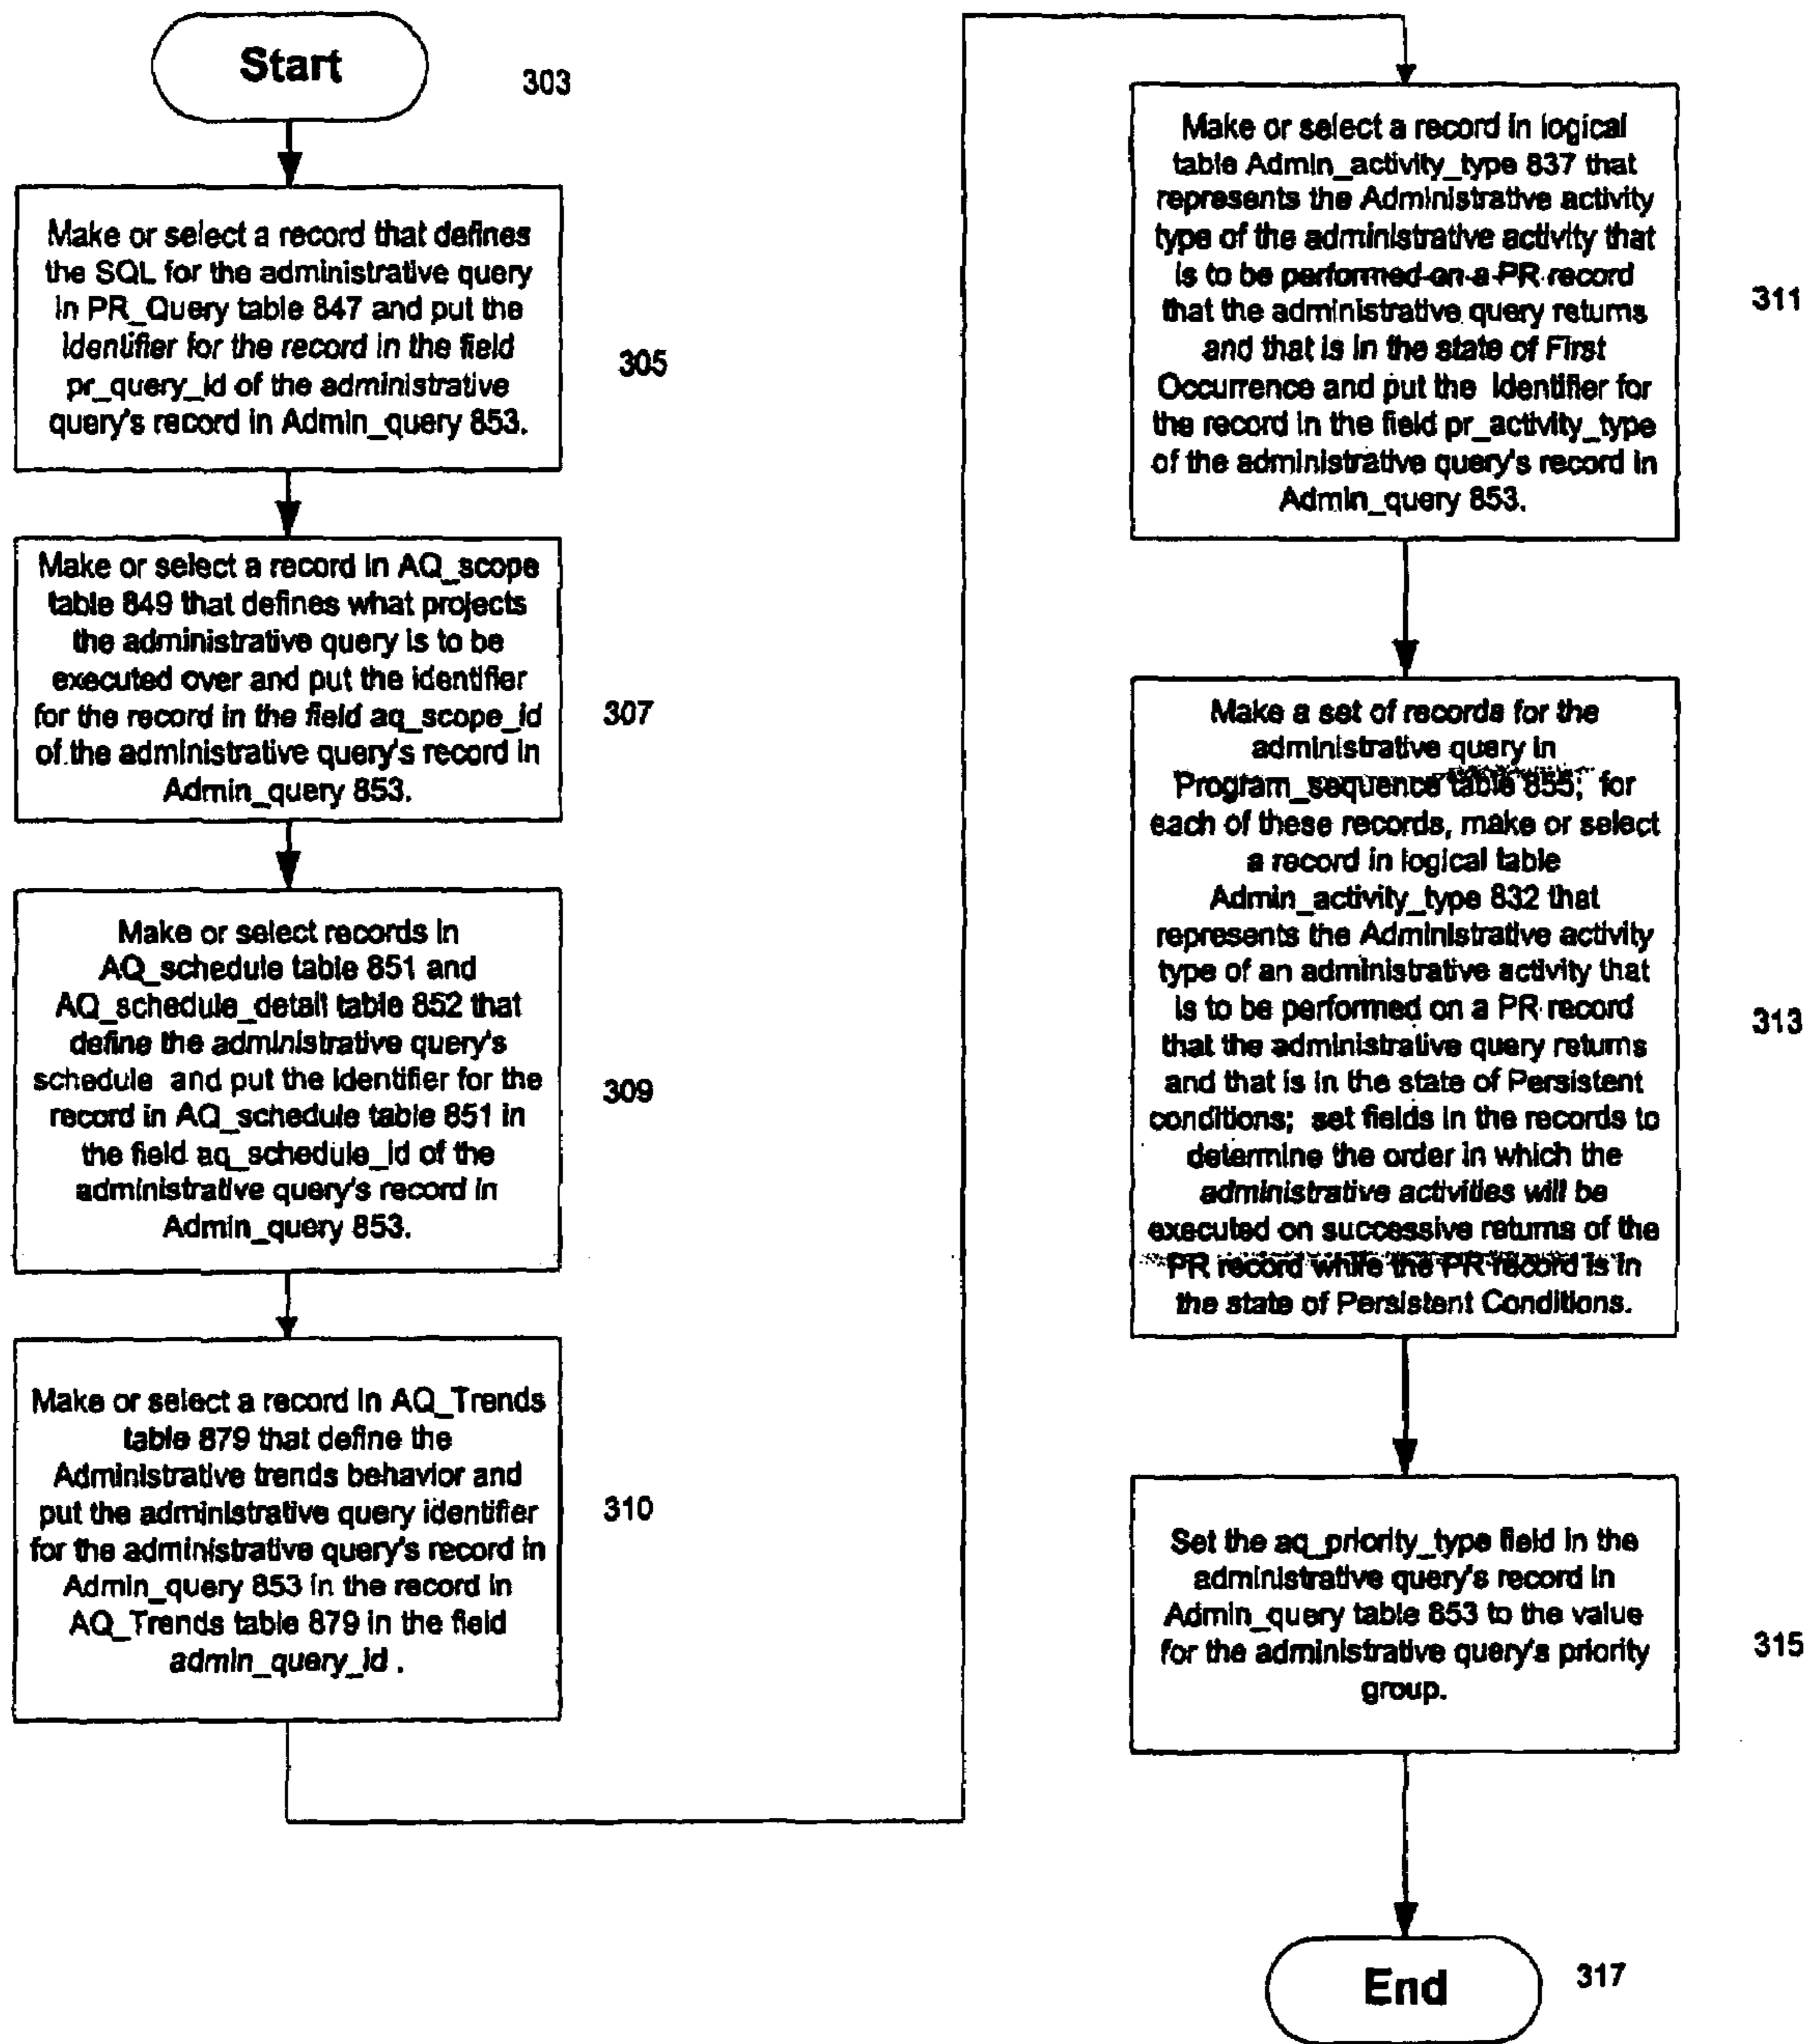 Start
303
Make or select a record that defines
the SQL for the administrative query
in PR_Query table 847 and put the
identifier for the record in the field
pr_query_id of the administrative
query's record in Admin_query 853.
305
Make or select a record in AQ_scope
table 849 that defines what projects
the administrative query is to be
executed over and put the identifier
for the record in the field aq_scope_id
of the administrative query's record in
Admin_query 853.
307
Make or select records in
AQ_schedule table 851 and
AQ_schedule_detail table 852 that
define the administrative query's
schedule and put the identifier for the
record in AQ_schedule table 851 in
the field aq_schedule_id of the
administrative query's record in
Admin_query 853.
309
Make or select a record in AQ_Trends
table 879 that define the
Administrative trends behavior and
put the administrative query identifier
for the administrative query's record in
Admin_query 853 in the record in
AQ_Trends table 879 in the field
admin_query_id .
310
Make or select a record in logical
table Admin_activity_type 837 that
represents the Administrative activity
type of the administrative activity that
is to be performed on a PR record
that the administrative query returns
and that is in the state of First
Occurrence and put the identifier for
the record in the field pr_activity_type
of the administrative query's record in
Admin_query 853.
311
Make a set of records for the
administrative query in
Program_sequence table 855; for
each of these records, make or select
a record in logical table
Admin_activity_type 832 that
represents the Administrative activity
type of an administrative activity that
is to be performed on a PR record
that the administrative query returns
and that is in the state of Persistent
conditions; set fields in the records to
determine the order in which the
administrative activities will be
executed on successive returns of the
PR record while the PR record is in
the state of Persistent Conditions.
313
Set the aq_priority_type field in the
administrative query's record in
Admin_query table 853 to the value
for the administrative query's priority
group.
315
End
317